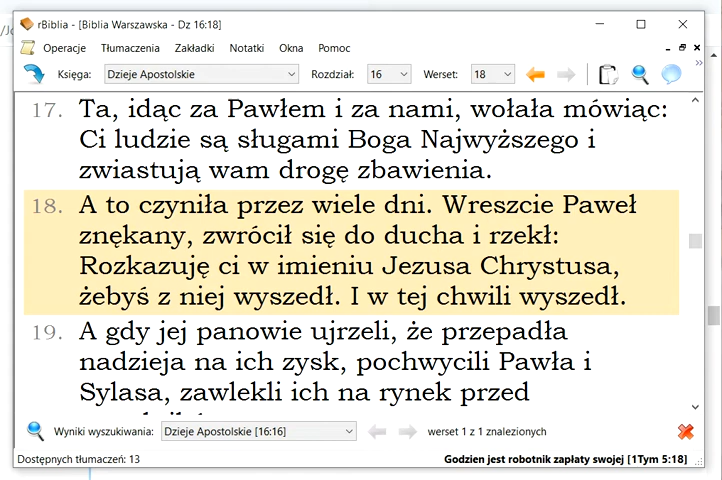 rBiblia - [Biblia Warszawska - Dz 16:18]
Operacje Tłumaczenia Zakładki Notatki Okna Pomoc
Księga: Dzieje Apostolskie Rozdział: 16 Werset: 18
17. Ta, idąc za Pawłem i za nami, wołała mówiąc:
Ci ludzie są sługami Boga Najwyższego i
zwiastują wam drogę zbawienia.
18. A to czyniła przez wiele dni. Wreszcie Paweł
znękany, zwrócił się do ducha i rzekł:
Rozkazuję ci w imieniu Jezusa Chrystusa,
żebyś z niej wyszedł. I w tej chwili wyszedł.
19. A gdy jej panowie ujrzeli, że przepadła
nadzieja na ich zysk, pochwycili Pawła i
Sylasa, zawlekli ich na rynek przed
Wyniki wyszukiwania: Dzieje Apostolskie [16:16] werset 1 z 1 znalezionych
Dostępnych tłumaczeń: 13 Godzien jest robotnik zapłaty swojej [1Tym 5:18]